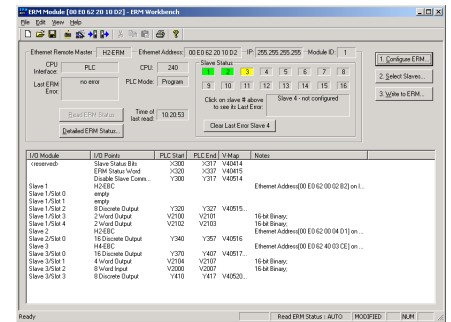 ERM Module [00 E0 62 20 10 D2] - ERM Workbench
File Edit View Help
Ethernet Remote Master: H2-ERM Ethernet Address: 00 E0 62 20 10 D2 IP: 255.255.255.255 Module ID: 1
CPU Interface: PLC CPU: 240
Last ERM Error: no error PLC Mode: Program
Slave Status
1 2 3 4 5 6 7 8
9 10 11 12 13 14 15 16
Click on slave # above to see its Last Error: Slave 4 - not configured
Clear Last Error Slave 4
Read ERM Status Time of last read: 10:20:53
Detailed ERM Status...
1. Configure ERM...
2. Select Slaves...
3. Write to ERM...
I/O Module I/O Points PLC Start PLC End V-Map Notes
<reserved> Slave Status Bits X300 X317 V40414
ERM Status Word X320 X337 V40415
Disable Slave Comm... Y300 Y317 V40514
Slave 1 H2-EBC Ethernet Address[00 E0 62 00 02 B2] on I...
Slave 1/Slot 0 empty
Slave 1/Slot 1 empty
Slave 1/Slot 2 8 Discrete Output Y320 Y327 V40515...
Slave 1/Slot 3 2 Word Output V2100 V2101 16-bit Binary;
Slave 1/Slot 4 2 Word Output V2102 V2103 16-bit Binary;
Slave 2 H2-EBC Ethernet Address[00 E0 62 00 04 D1] on ...
Slave 2/Slot 0 16 Discrete Output Y340 Y357 V40516
Slave 3 H4-EBC Ethernet Address[00 E0 62 40 03 CE] on ...
Slave 3/Slot 0 16 Discrete Output Y370 Y407 V40517...
Slave 3/Slot 1 4 Word Output V2104 V2107 16-bit Binary;
Slave 3/Slot 2 8 Word Input V2000 V2007 16-bit Binary;
Slave 3/Slot 3 8 Discrete Output Y410 Y417 V40520...
Ready Read ERM Status : AUTO MODIFIED NUM